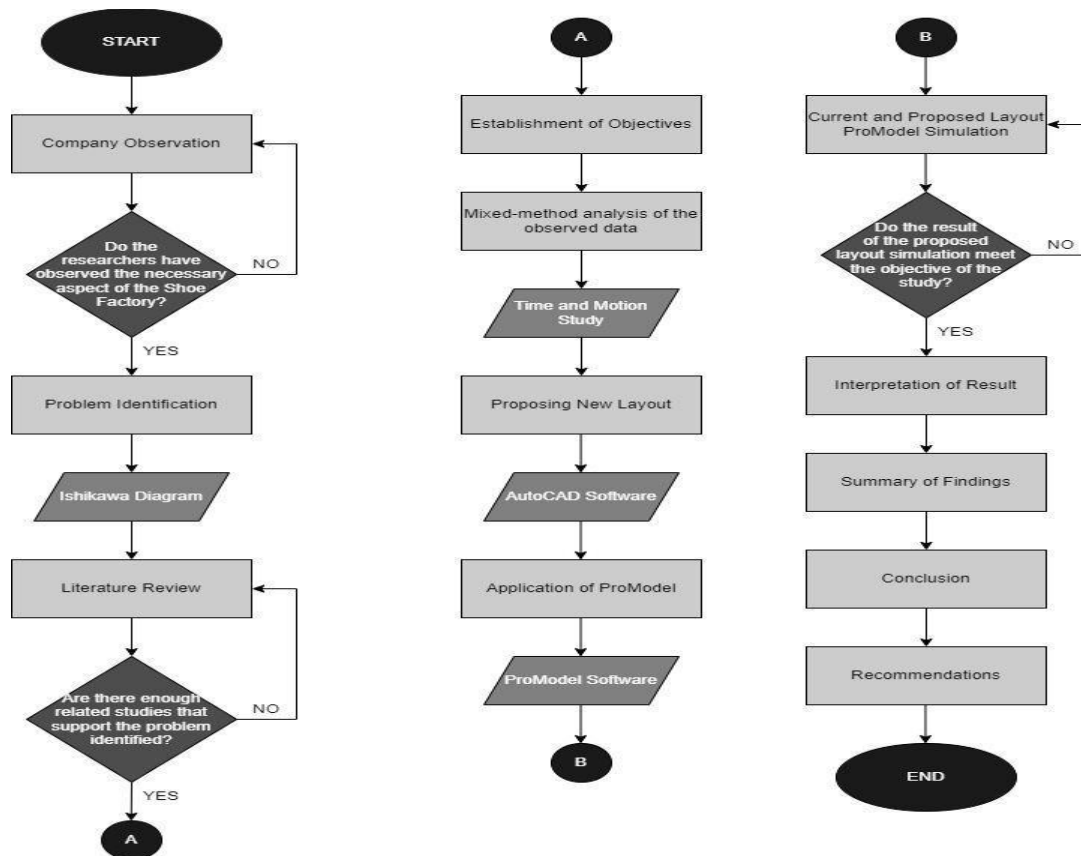 START
Company Observation
Do the
researchers have
observed the necessary
aspect of the Shoe
Factory?
NO
YES
Problem Identification
Ishikawa Diagram
Literature Review
Are there enough
related studies that
support the problem
identified?
NO
YES
A
A
Establishment of Objectives
Mixed-method analysis of the
observed data
Time and Motion
Study
Proposing New Layout
AutoCAD Software
Application of ProModel
ProModel Software
B
B
Current and Proposed Layout
ProModel Simulation
Do the result
of the proposed
layout simulation meet
the objective of the
study?
NO
YES
Interpretation of Result
Summary of Findings
Conclusion
Recommendations
END